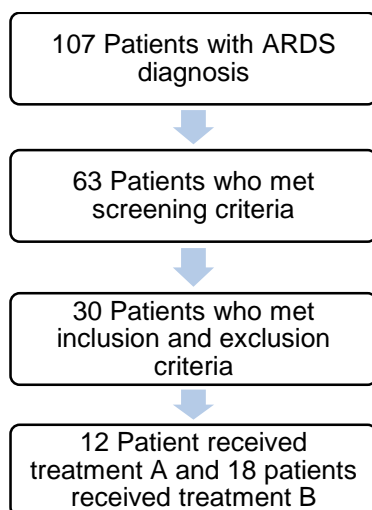 107 Patients with ARDS
diagnosis
63 Patients who met
screening criteria
30 Patients who met
inclusion and exclusion
criteria
12 Patient received
treatment A and 18 patients
received treatment B